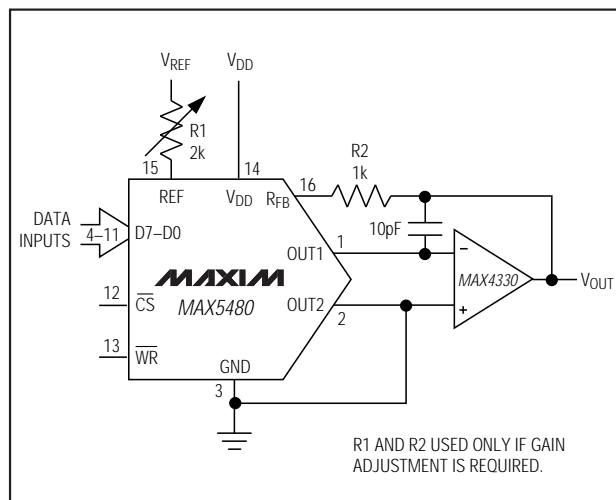 V_REF
V_DD
R1
2k
15
14
R2
1k
16
REF
V_DD
R_FB
DATA
INPUTS
4–11
D7–D0
10pF
OUT1
1
−
MAXIM
MAX5480
MAX4330
V_OUT
12
C̅S̅
OUT2
2
+
13
W̅R̅
GND
3
R1 AND R2 USED ONLY IF GAIN
ADJUSTMENT IS REQUIRED.